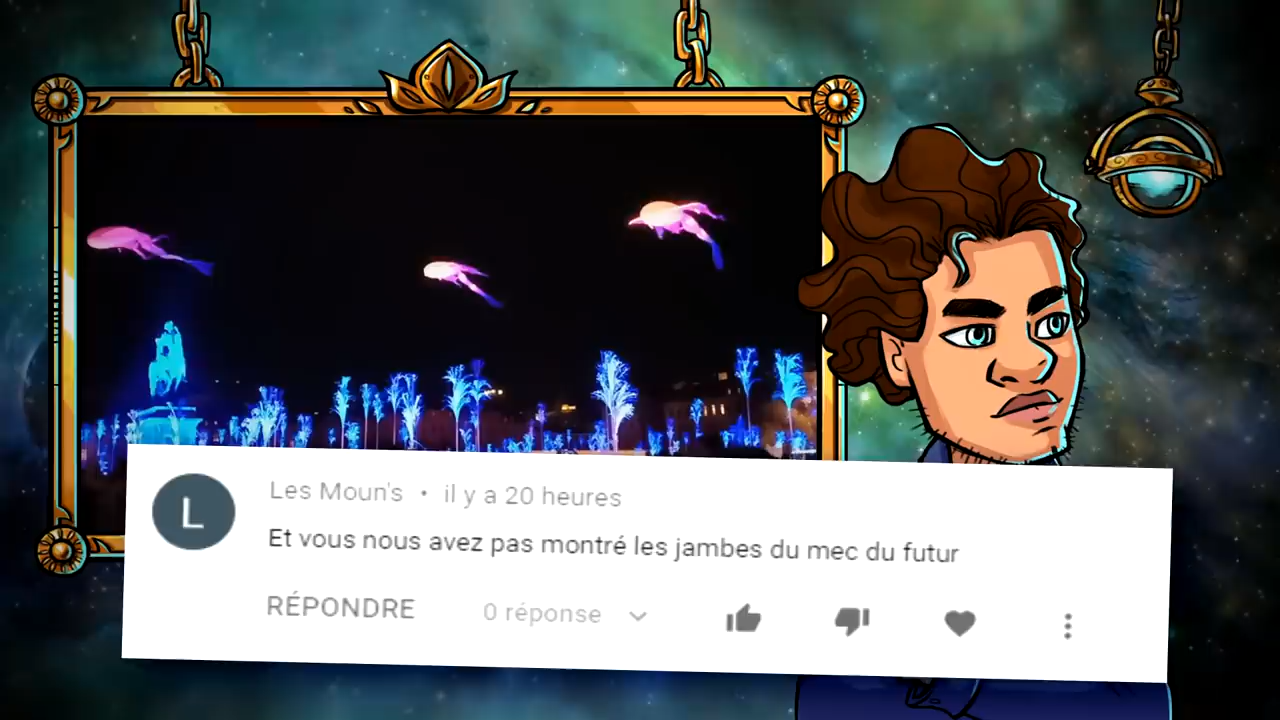 L
Les Moun's • il y a 20 heures
Et vous nous avez pas montré les jambes du mec du futur
RÉPONDRE 0 réponse